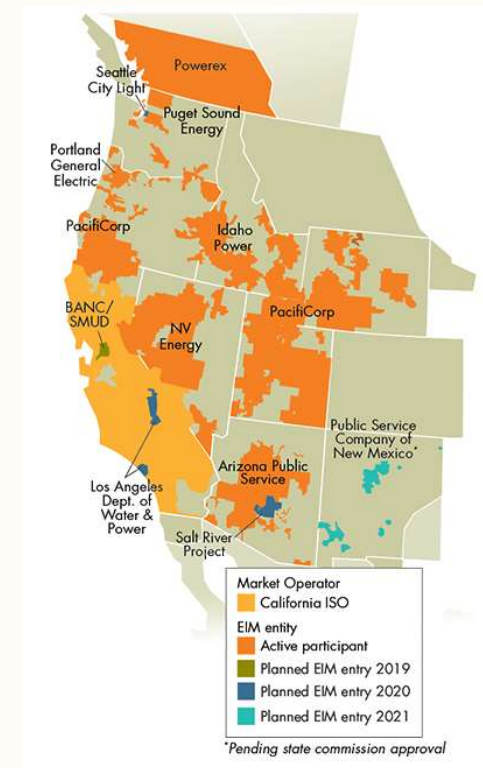 Powerex
Seattle
City Light
Puget Sound
Energy
Portland
General
Electric
PacifiCorp
Idaho
Power
BANC/
SMUD
NV
Energy
PacifiCorp
Public Service
Company of
New Mexico*
Arizona Public
Service
Los Angeles
Dept. of
Water &
Power
Salt River
Project
Market Operator
California ISO
EIM entity
Active participant
Planned EIM entry 2019
Planned EIM entry 2020
Planned EIM entry 2021
*Pending state commission approval